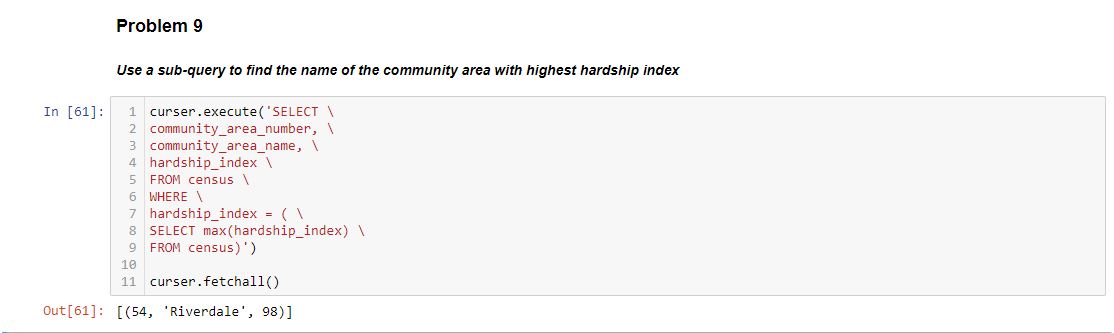 Problem 9
Use a sub-query to find the name of the community area with highest hardship index
In [61]:
1 curser.execute('SELECT \
2 community_area_number, \
3 community_area_name, \
4 hardship_index \
5 FROM census \
6 WHERE \
7 hardship_index = ( \
8 SELECT max(hardship_index) \
9 FROM census)')
10
11 curser.fetchall()
Out[61]: [(54, 'Riverdale', 98)]